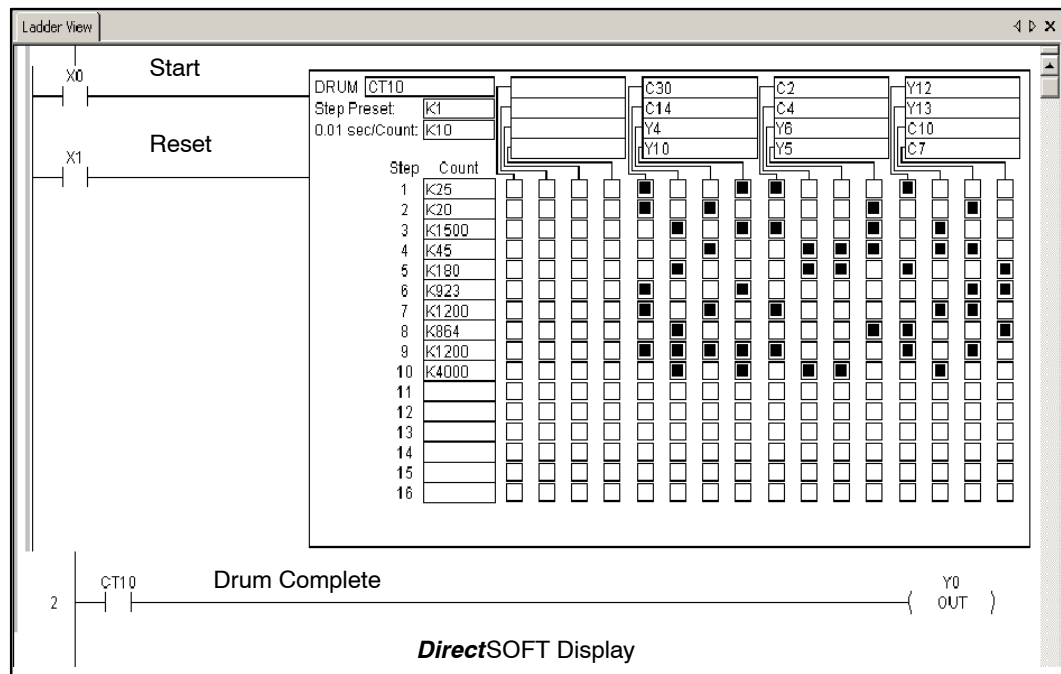 Ladder View
X0
Start
DRUM CT10
Step Preset: K1
0.01 sec/Count: K10
C30
C14
Y4
Y10
C2
C4
Y6
Y5
Y12
Y13
C10
C7
X1
Reset
Step Count
1 K25
2 K20
3 K1500
4 K45
5 K180
6 K923
7 K1200
8 K864
9 K1200
10 K4000
11
12
13
14
15
16
2
CT10
Drum Complete
Y0
( OUT )
DirectSOFT Display